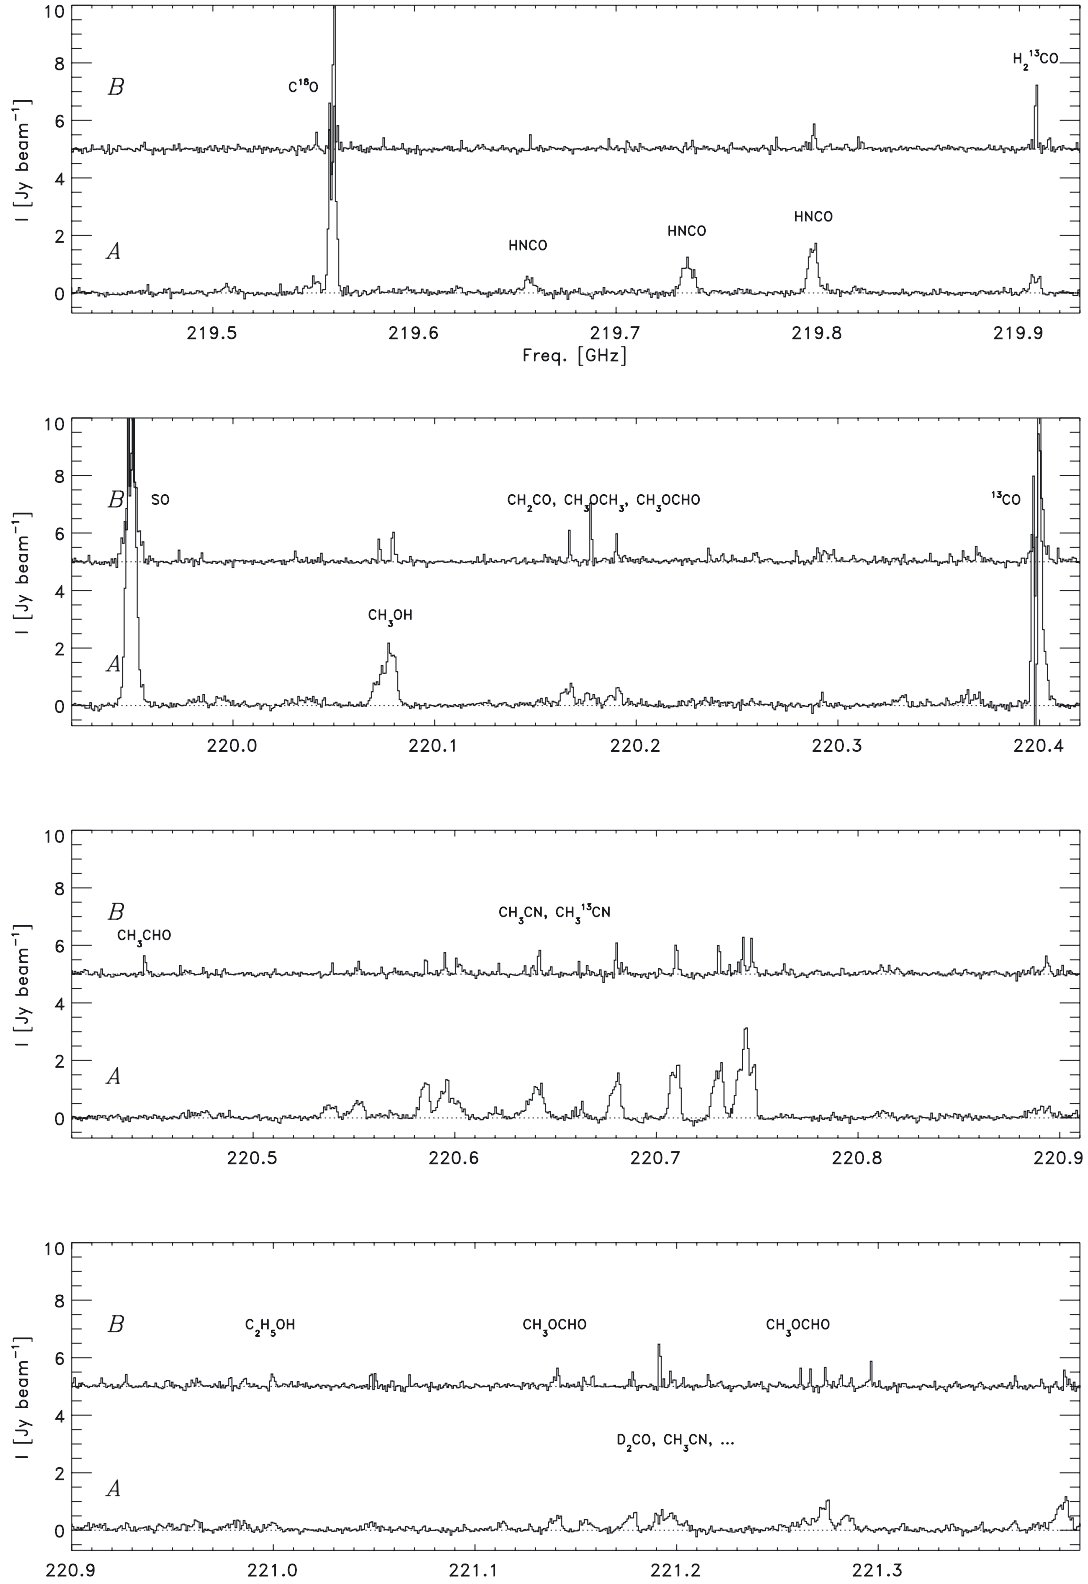 10
H₂¹³CO
8
B
C¹⁸O
6
I [Jy beam⁻¹]
4
HNCO
HNCO
HNCO
2
A
0
219.5 219.6 219.7 219.8 219.9
Freq. [GHz]
10
8
B SO CH₂CO, CH₃OCH₃, CH₃OCHO ¹³CO
6
I [Jy beam⁻¹]
4
CH₃OH
2
A
0
220.0 220.1 220.2 220.3 220.4
10
8
B CH₃CN, CH₃¹³CN
CH₃CHO
6
I [Jy beam⁻¹]
4
2
A
0
220.5 220.6 220.7 220.8 220.9
10
8
B C₂H₅OH CH₃OCHO CH₃OCHO
6
I [Jy beam⁻¹]
4
D₂CO, CH₃CN, ...
2
A
0
220.9 221.0 221.1 221.2 221.3